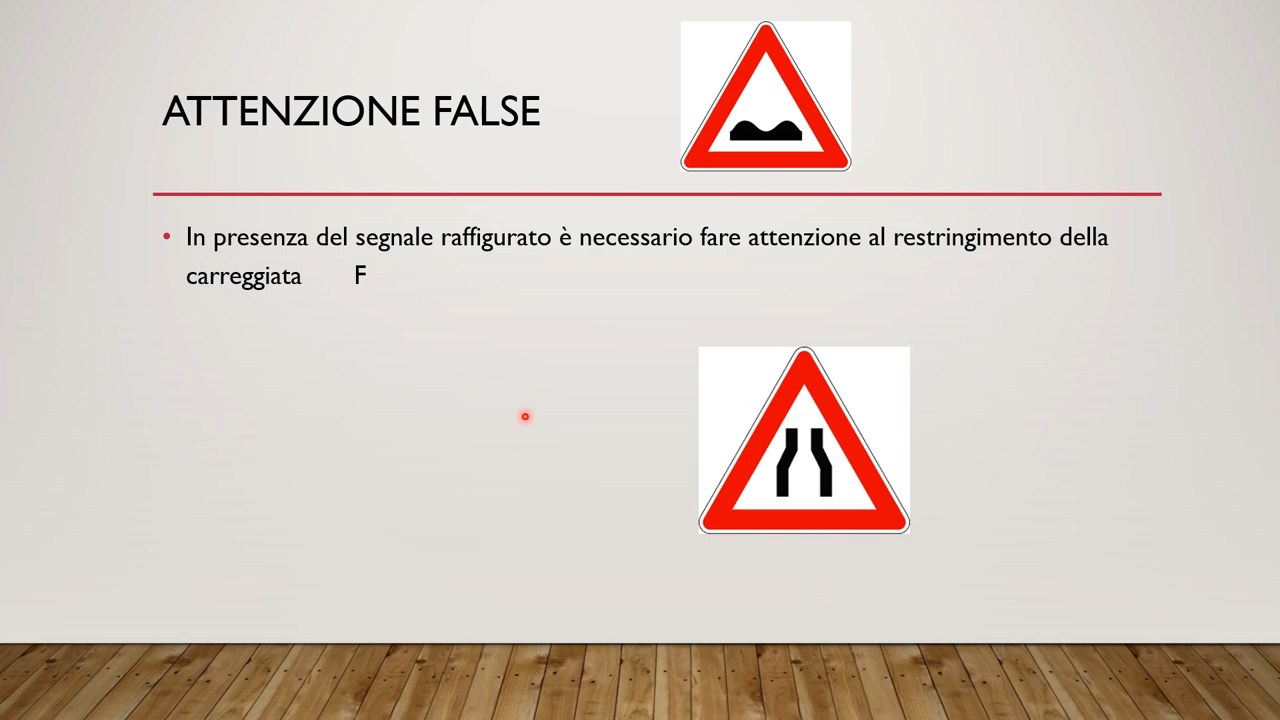 ATTENZIONE FALSE
• In presenza del segnale raffigurato è necessario fare attenzione al restringimento della
carreggiata F